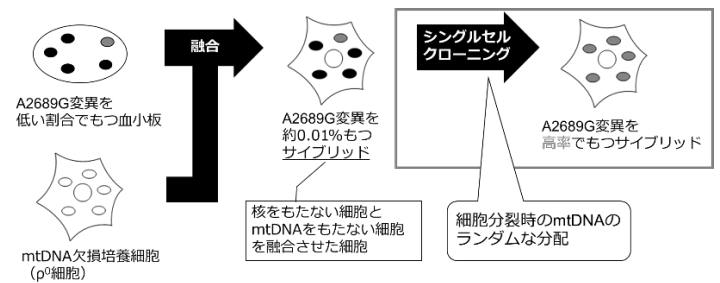 融合
シングルセル
クローニング
A2689G変異を
低い割合でもつ血小板
A2689G変異を
約0.01%もつ
サイブリッド
A2689G変異を
高率でもつサイブリッド
mtDNA欠損培養細胞
(ρ0細胞)
核をもたない細胞と
mtDNAをもたない細胞
を融合させた細胞
細胞分裂時のmtDNAの
ランダムな分配